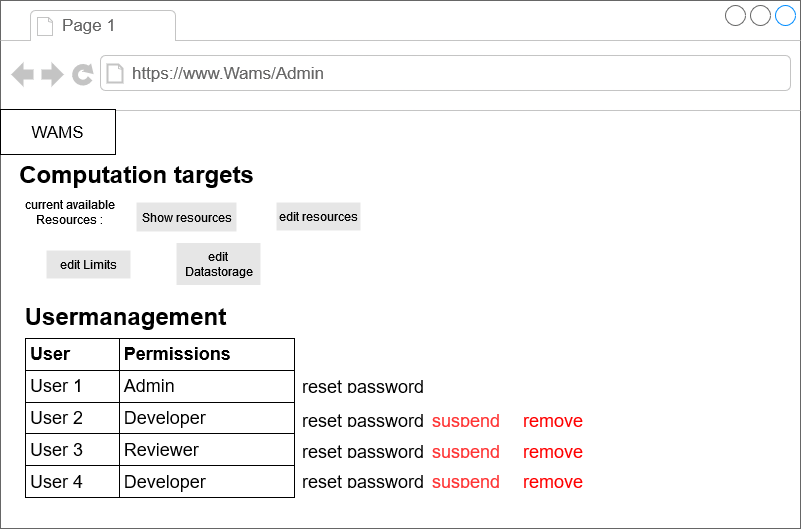 Page 1
https://www.Wams/Admin
WAMS
Computation targets
current available
Resources :
Show resources
edit resources
edit Limits
edit
Datastorage
Usermanagement
User Permissions
User 1 Admin reset password
User 2 Developer reset password suspend remove
User 3 Reviewer reset password suspend remove
User 4 Developer reset password suspend remove